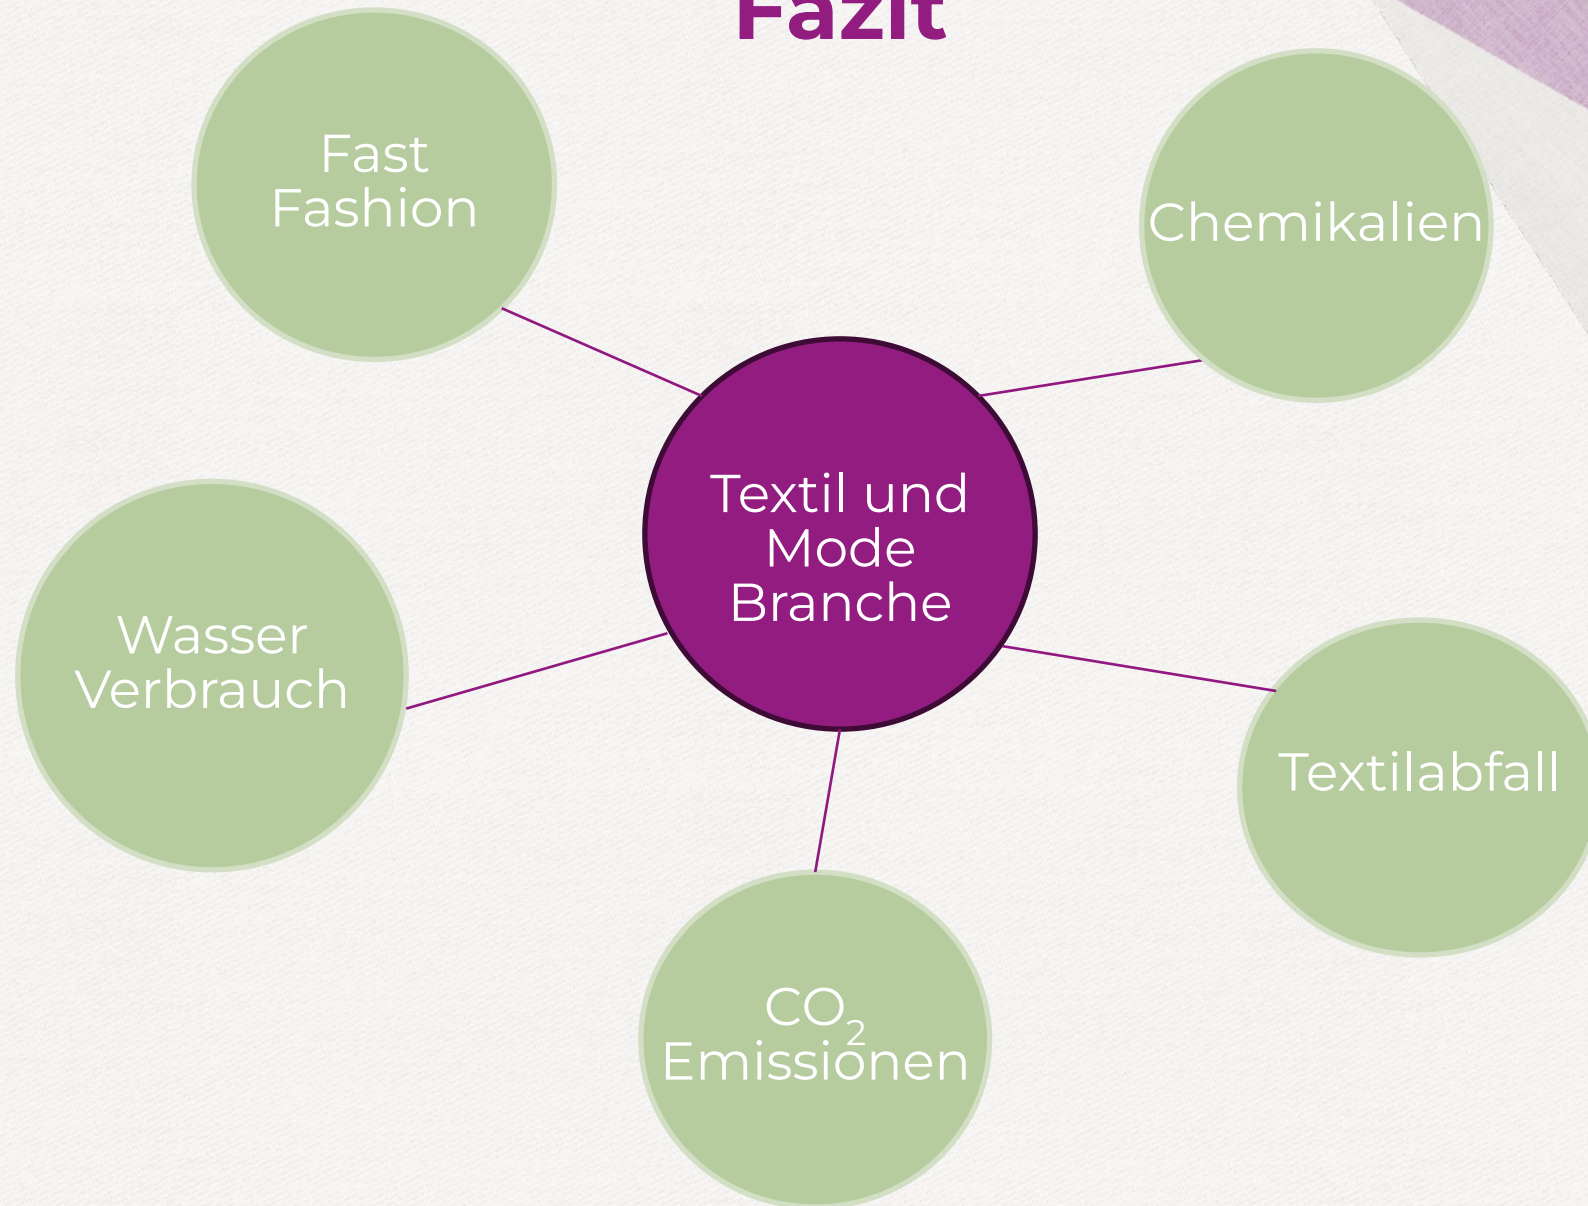 Fazit
Fast
Fashion
Chemikalien
Textil und
Mode
Branche
Wasser
Verbrauch
Textilabfall
CO₂
Emissionen